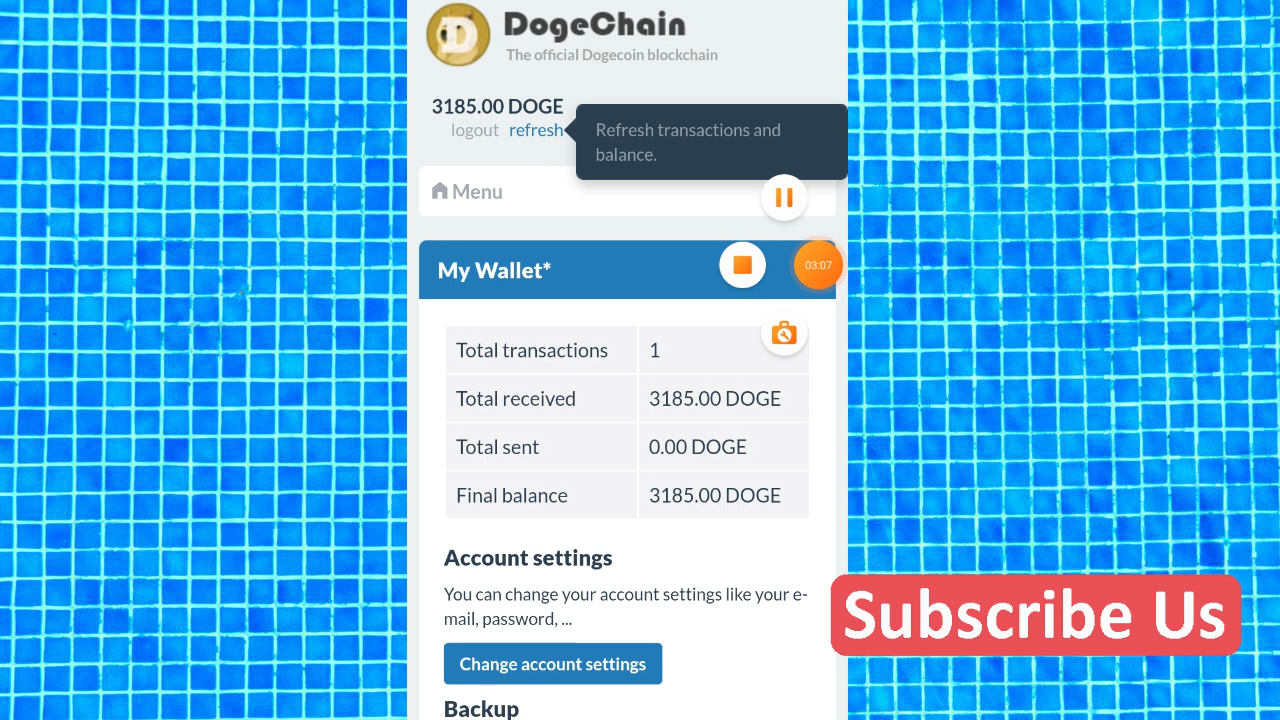 DogeChain
The official Dogecoin blockchain
3185.00 DOGE
logout refresh
Refresh transactions and
balance.
Menu
My Wallet*
03:07
Total transactions 1
Total received 3185.00 DOGE
Total sent 0.00 DOGE
Final balance 3185.00 DOGE
Account settings
You can change your account settings like your e-
mail, password, ...
Change account settings
Backup
Subscribe Us